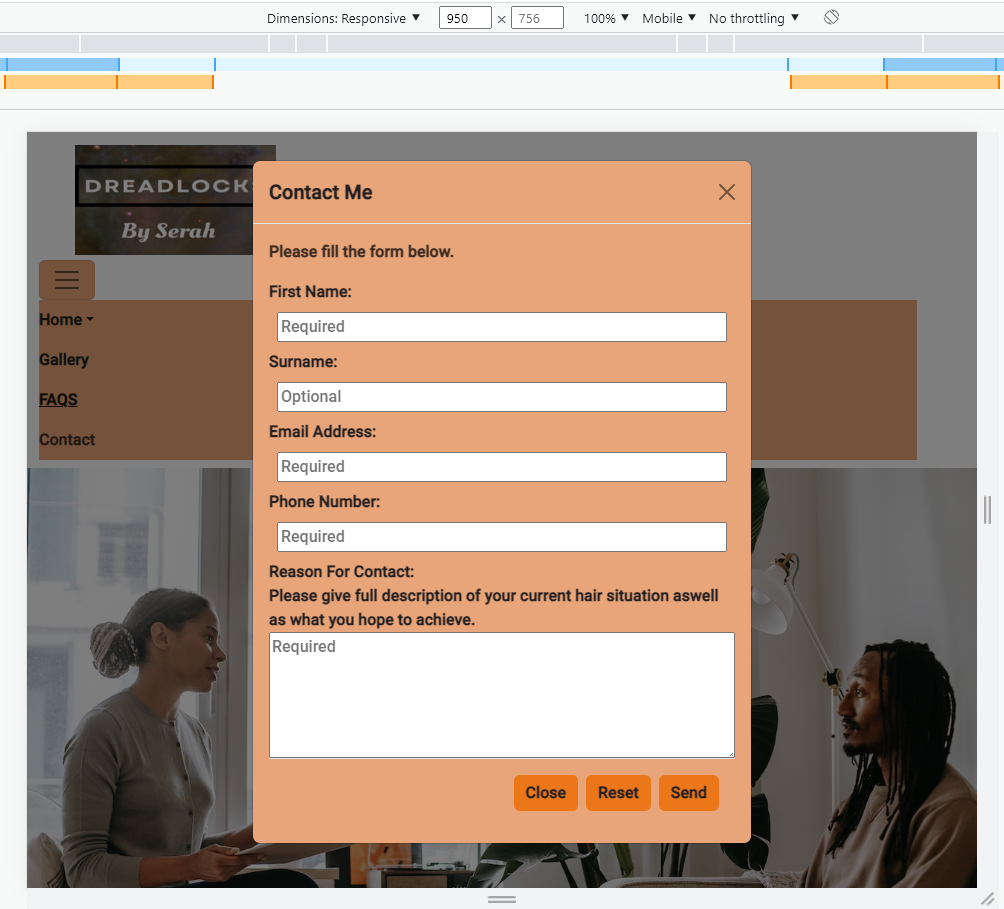 Dimensions: Responsive ▼ 950 × 756 100% ▼ Mobile ▼ No throttling ▼
DREADLOCK
By Serah
Home
Gallery
FAQS
Contact
Contact Me
Please fill the form below.
First Name:
Required
Surname:
Optional
Email Address:
Required
Phone Number:
Required
Reason For Contact:
Please give full description of your current hair situation aswell
as what you hope to achieve.
Required
Close Reset Send